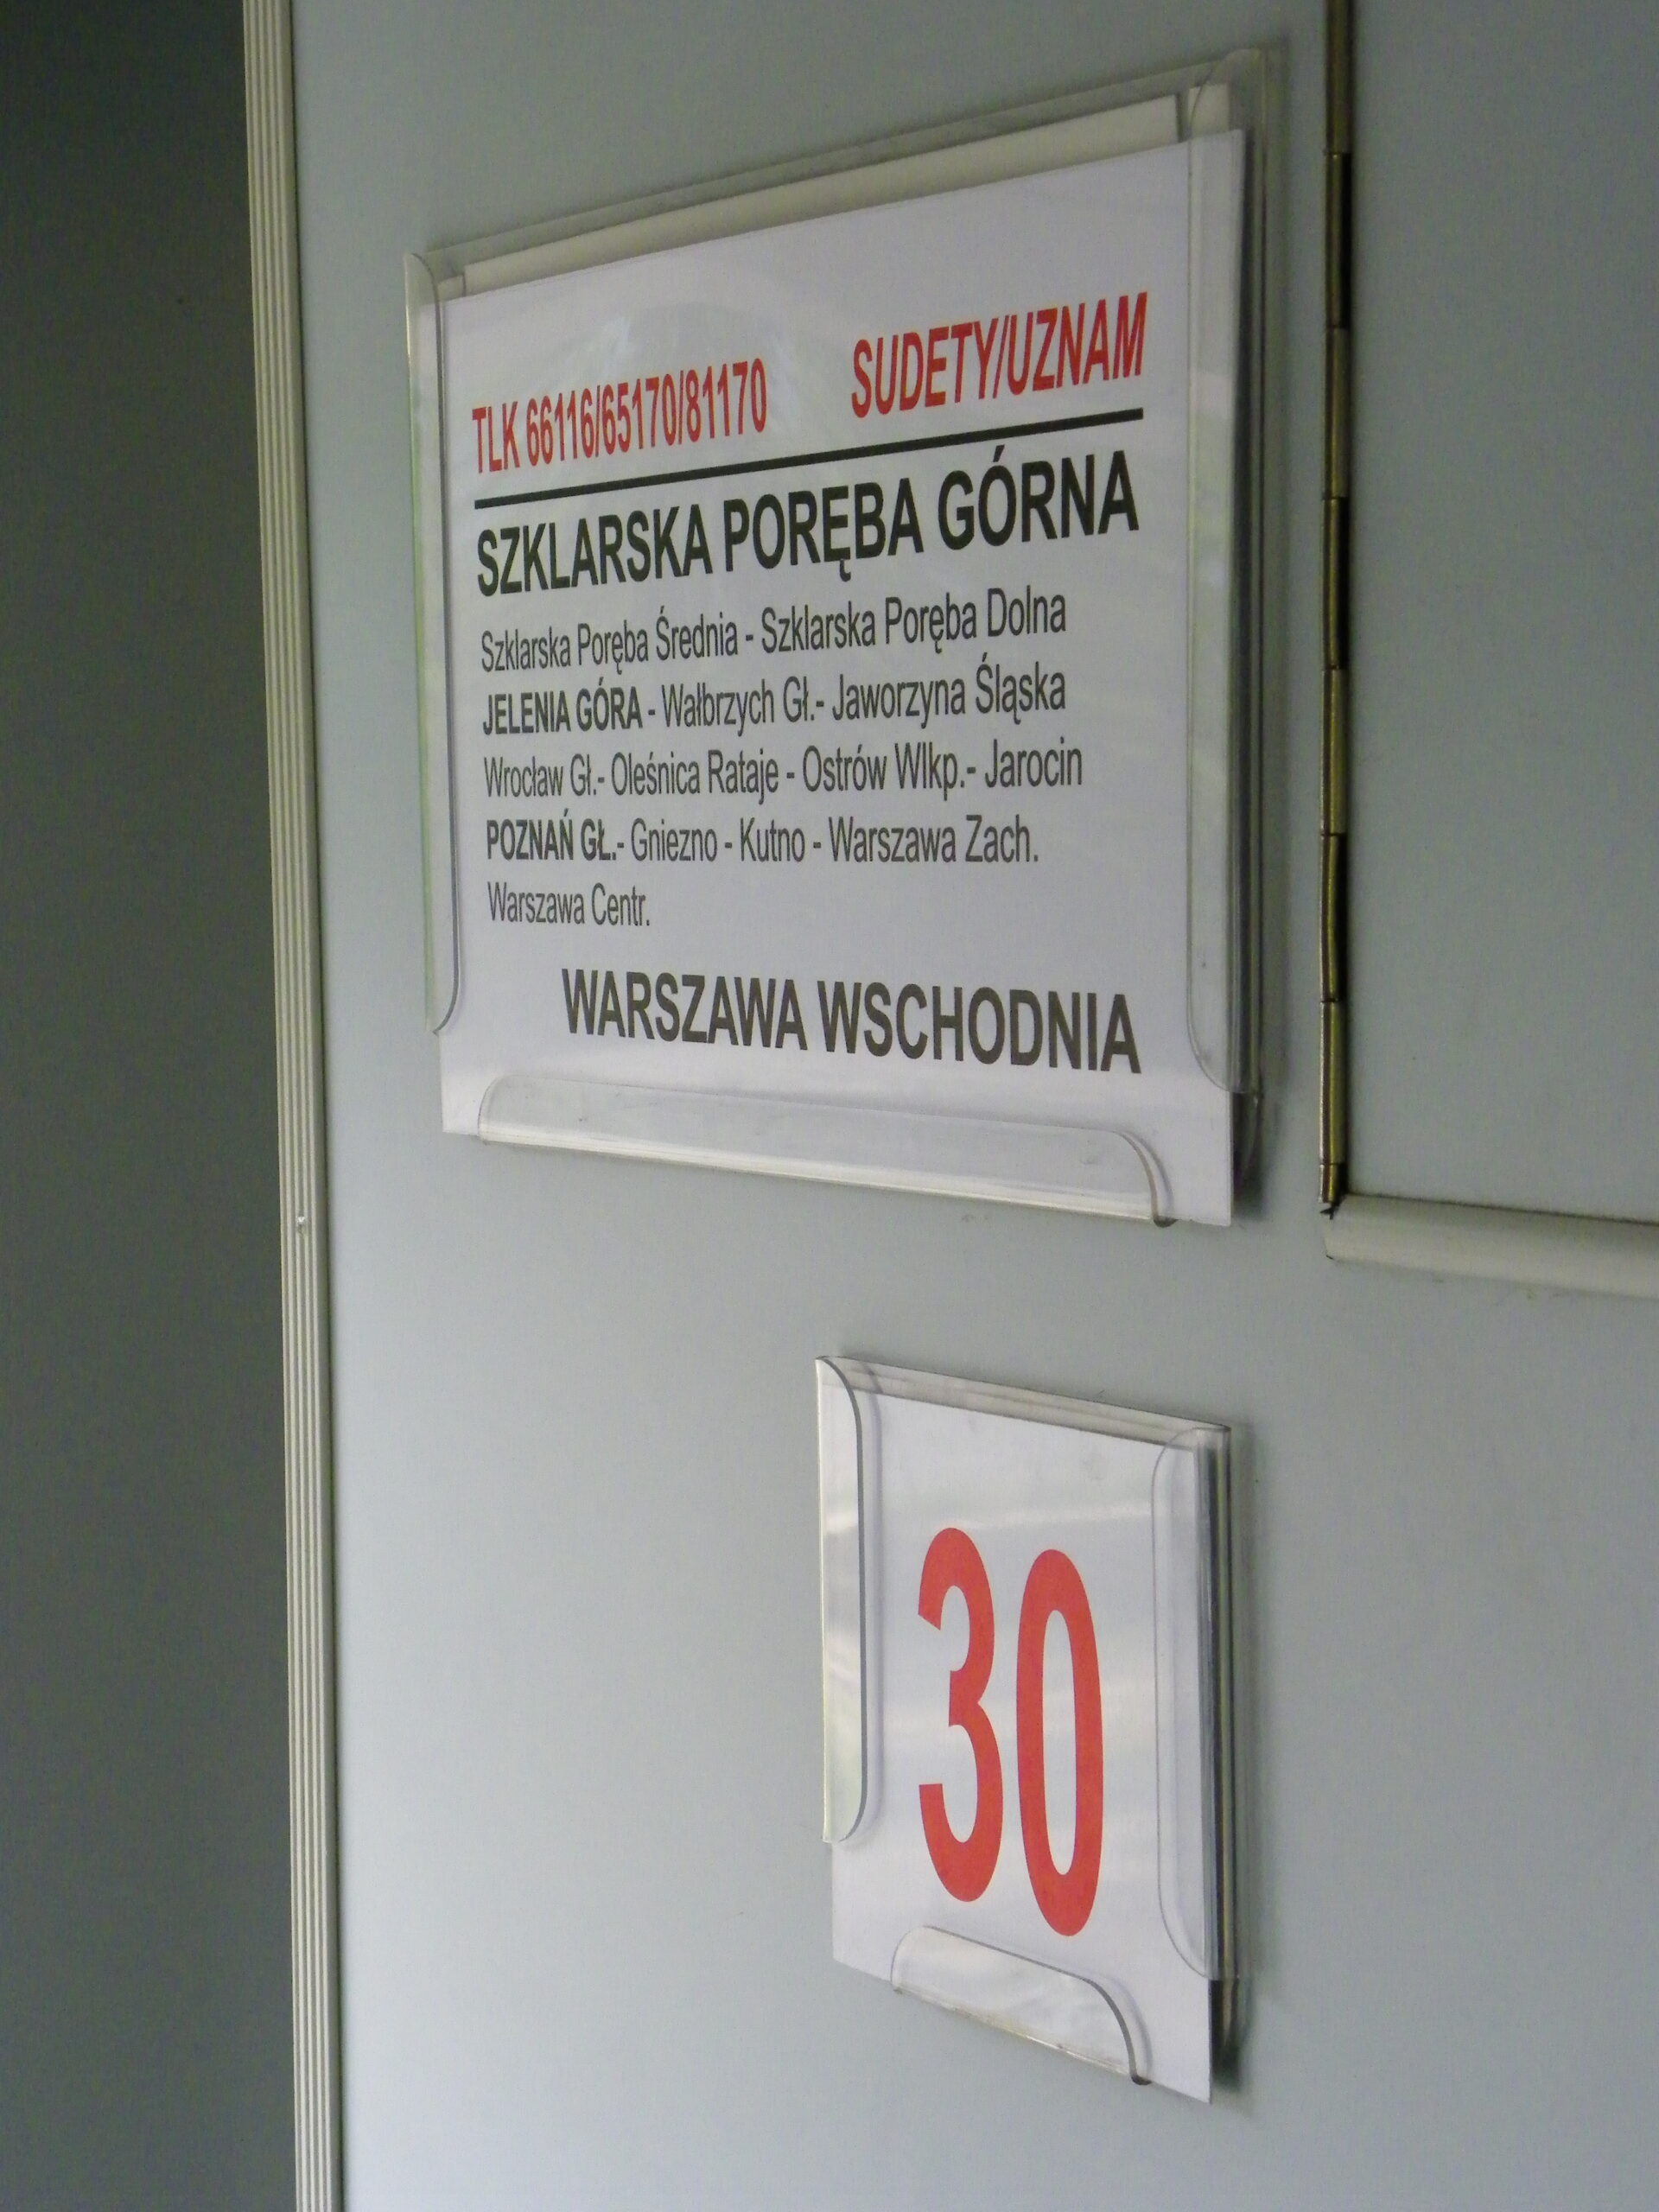 TLK 66116/65170/81170 SUDETY/UZNAM
SZKLARSKA PORĘBA GÓRNA
Szklarska Poręba Średnia - Szklarska Poręba Dolna
JELENIA GÓRA - Wałbrzych Gł.- Jaworzyna Śląska
Wrocław Gł.- Oleśnica Rataje - Ostrów Wlkp.- Jarocin
POZNAŃ GŁ.- Gniezno - Kutno - Warszawa Zach.
Warszawa Centr.
WARSZAWA WSCHODNIA
30